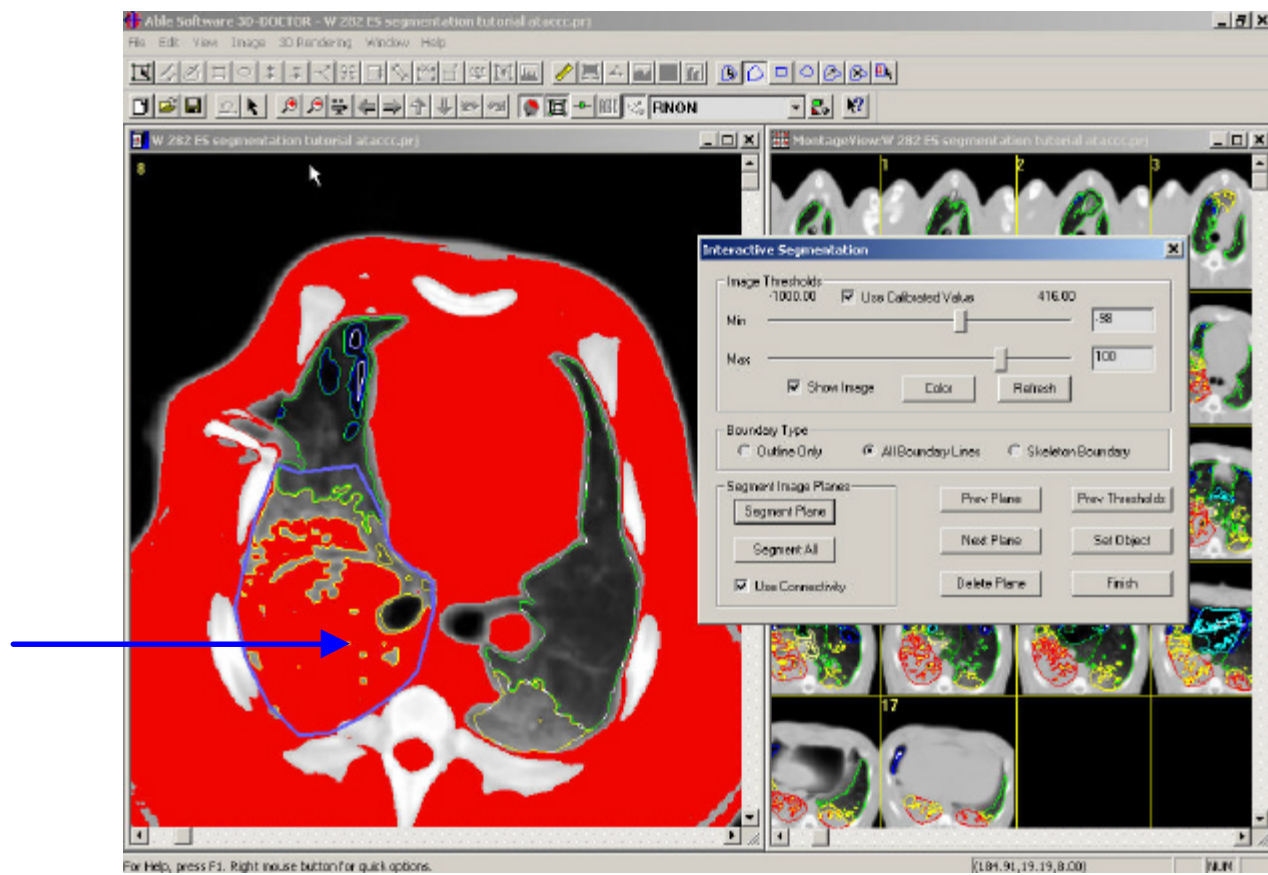 Able Software 3D-DOCTOR - W 282 ES segmentation tutorial ataccc.prj
File Edit View Image 3D Rendering Window Help
RNON
W 282 ES segmentation tutorial ataccc.prj
MontageView:W 282 ES segmentation tutorial ataccc.prj
8
1
2
3
Interactive Segmentation
Image Thresholds
-1000.00 Use Calibrated Value 416.00
Min -98
Max 100
Show Image Color Refresh
Boundary Type
Outline Only All Boundary Lines Skeleton Boundary
Segment Image Planes
Segment Plane Prev Plane Prev Thresholds
Segment All Next Plane Set Object
Use Connectivity Delete Plane Finish
17
For Help, press F1. Right mouse button for quick options.
(184.91,19.19,8.00) NUM